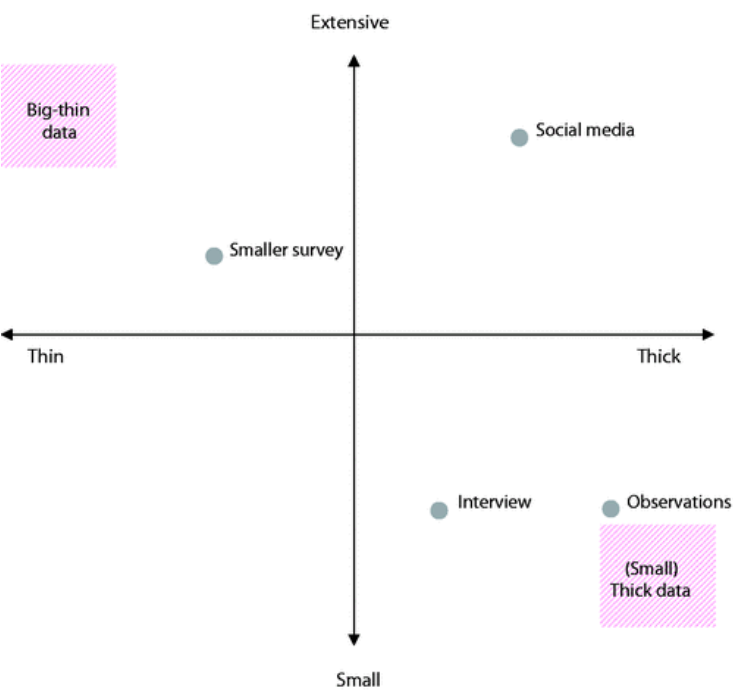 Extensive
Big-thin
data
Social media
Smaller survey
Thin
Thick
Interview
Observations
(Small)
Thick data
Small